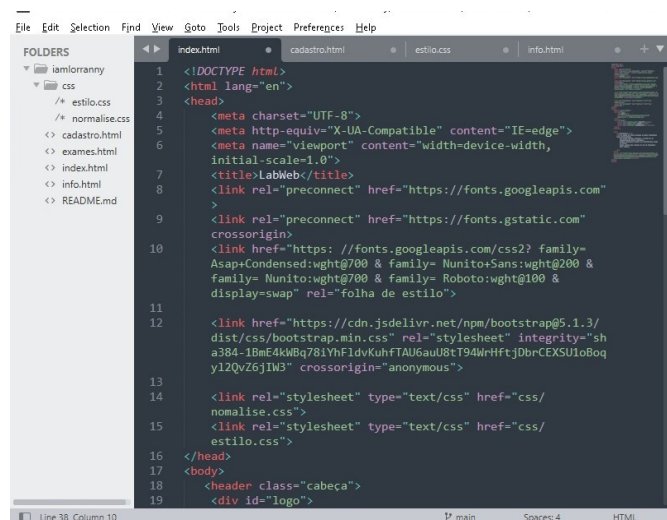 File Edit Selection Find View Goto Tools Project Preferences Help
FOLDERS
iamlorranny
css
/* estilo.css
/* normalise.css
<> cadastro.html
<> exames.html
<> index.html
<> info.html
<> README.md
index.html cadastro.html estilo.css info.html
1 <!DOCTYPE html>
2 <html lang="en">
3 <head>
4 <meta charset="UTF-8">
5 <meta http-equiv="X-UA-Compatible" content="IE=edge">
6 <meta name="viewport" content="width=device-width,
initial-scale=1.0">
7 <title>LabWeb</title>
8 <link rel="preconnect" href="https://fonts.googleapis.com"
>
9 <link rel="preconnect" href="https://fonts.gstatic.com"
crossorigin>
10 <link href="https: //fonts.googleapis.com/css2? family=
Asap+Condensed:wght@700 & family= Nunito+Sans:wght@200 &
family= Nunito:wght@700 & family= Roboto:wght@100 &
display=swap" rel="folha de estilo">
11
12 <link href="https://cdn.jsdelivr.net/npm/bootstrap@5.1.3/
dist/css/bootstrap.min.css" rel="stylesheet" integrity="sh
a384-1BmE4kWBq78iYhFldvKuhfTAU6auU8tT94WrHftjDbrCEXSU1oBoq
yl2QvZ6jIW3" crossorigin="anonymous">
13
14 <link rel="stylesheet" type="text/css" href="css/
nomalise.css">
15 <link rel="stylesheet" type="text/css" href="css/
estilo.css">
16 </head>
17 <body>
18 <header class="cabeça">
19 <div id="logo">
Line 38, Column 10 main Spaces: 4 HTML